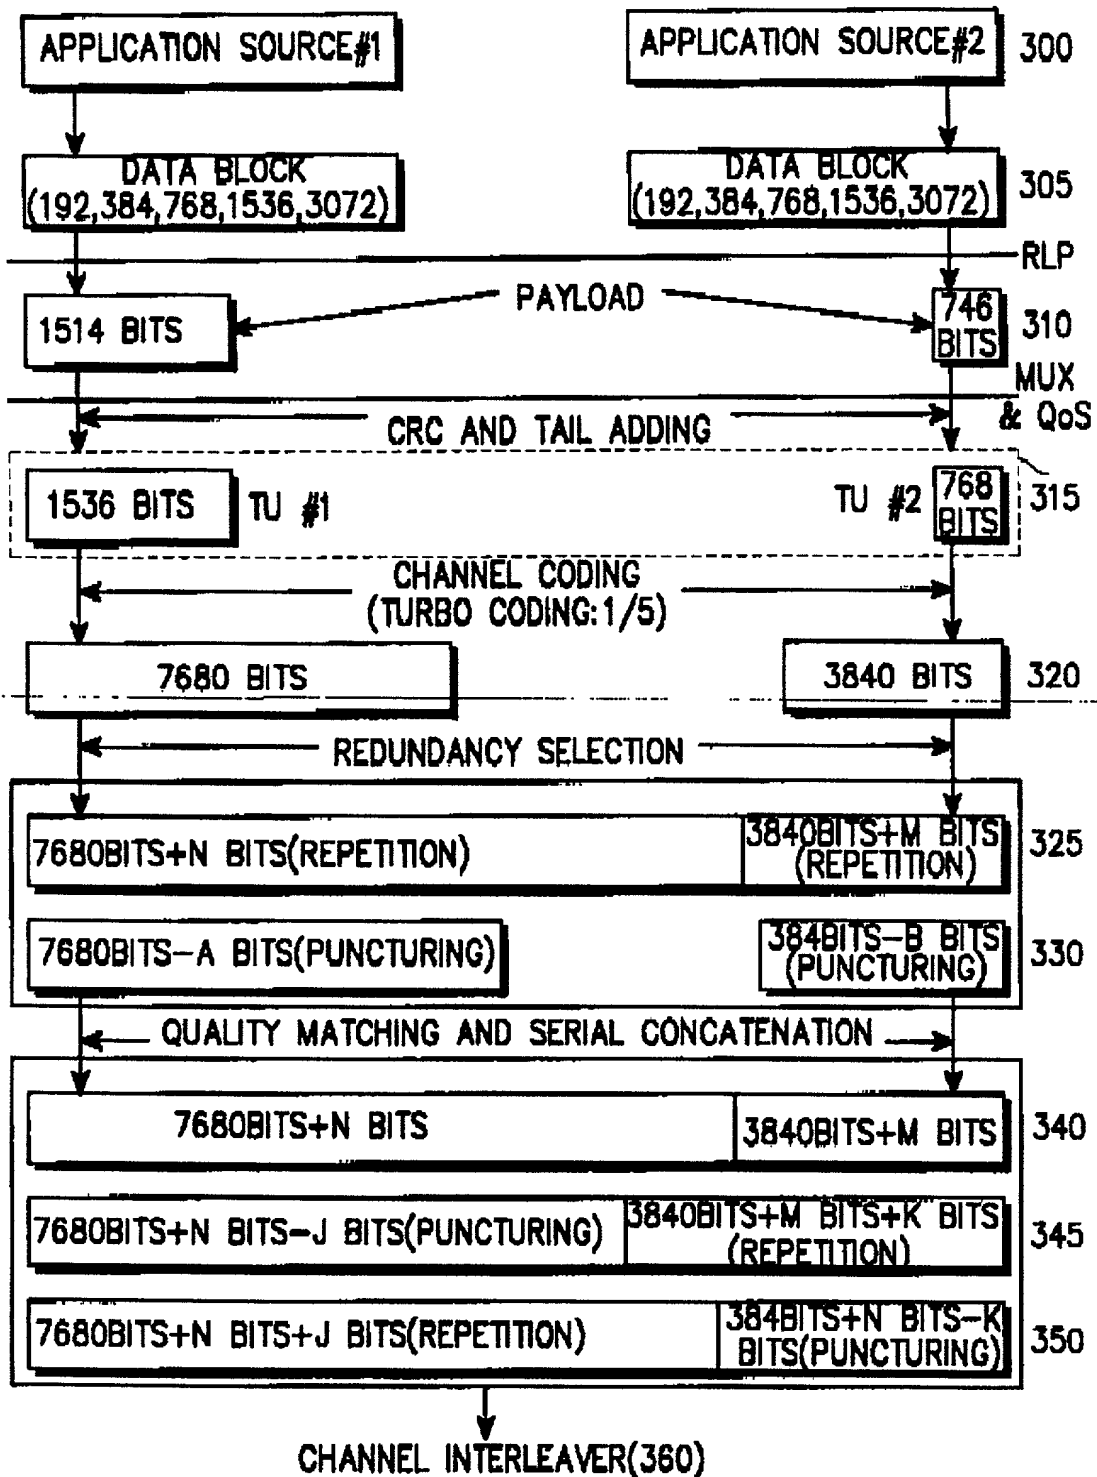 APPLICATION SOURCE#1
APPLICATION SOURCE#2
300
DATA BLOCK
(192,384,768,1536,3072)
DATA BLOCK
(192,384,768,1536,3072)
305
RLP
1514 BITS
PAYLOAD
746
BITS
310
MUX
& QoS
CRC AND TAIL ADDING
1536 BITS
TU #1
TU #2
768
BITS
315
CHANNEL CODING
(TURBO CODING:1/5)
7680 BITS
3840 BITS
320
REDUNDANCY SELECTION
7680BITS+N BITS(REPETITION)
3840BITS+M BITS
(REPETITION)
325
7680BITS-A BITS(PUNCTURING)
384BITS-B BITS
(PUNCTURING)
330
QUALITY MATCHING AND SERIAL CONCATENATION
7680BITS+N BITS
3840BITS+M BITS
340
7680BITS+N BITS-J BITS(PUNCTURING)
3840BITS+M BITS+K BITS
(REPETITION)
345
7680BITS+N BITS+J BITS(REPETITION)
384BITS+N BITS-K
BITS(PUNCTURING)
350
CHANNEL INTERLEAVER(360)